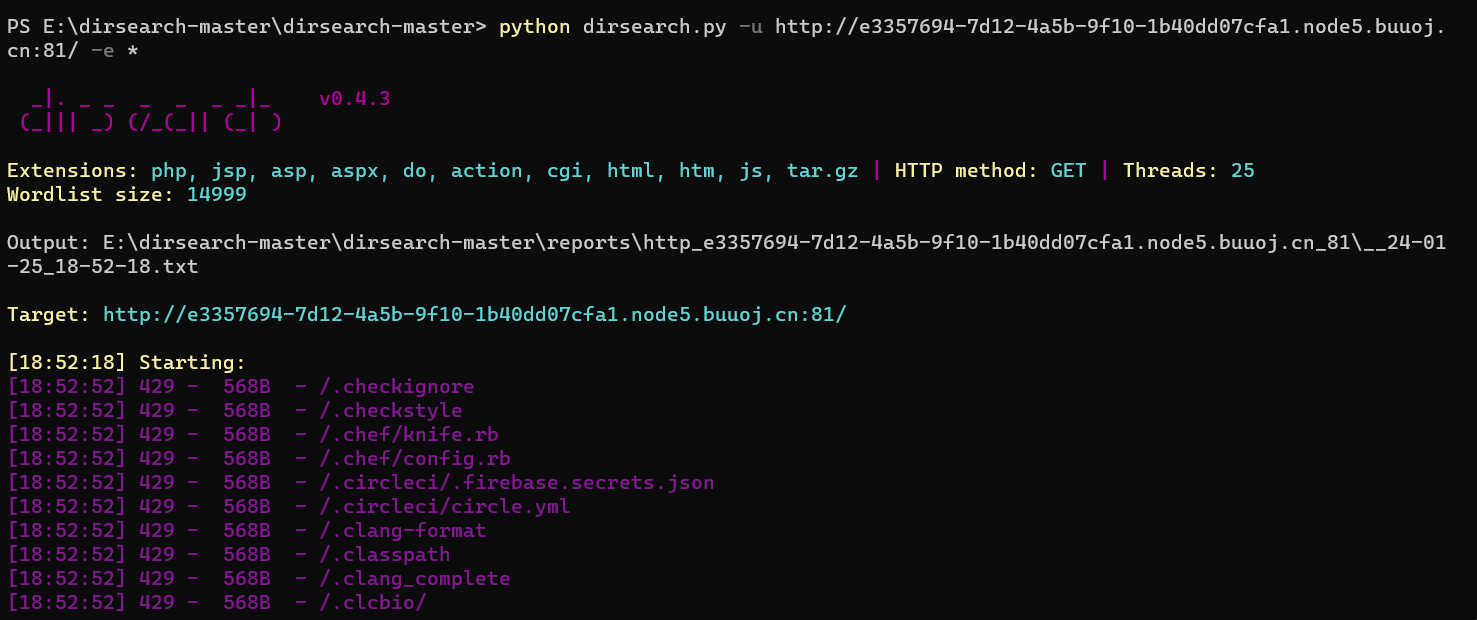 PS E:\dirsearch-master\dirsearch-master> python dirsearch.py -u http://e3357694-7d12-4a5b-9f10-1b40dd07cfa1.node5.buuoj.
cn:81/ -e *
  _|. _ _  _  _  _ _|_    v0.4.3
 (_||| _) (/_(_|| (_| )
Extensions: php, jsp, asp, aspx, do, action, cgi, html, htm, js, tar.gz | HTTP method: GET | Threads: 25
Wordlist size: 14999
Output: E:\dirsearch-master\dirsearch-master\reports\http_e3357694-7d12-4a5b-9f10-1b40dd07cfa1.node5.buuoj.cn_81\__24-01
-25_18-52-18.txt
Target: http://e3357694-7d12-4a5b-9f10-1b40dd07cfa1.node5.buuoj.cn:81/
[18:52:18] Starting:
[18:52:52] 429 -  568B  - /.checkignore
[18:52:52] 429 -  568B  - /.checkstyle
[18:52:52] 429 -  568B  - /.chef/knife.rb
[18:52:52] 429 -  568B  - /.chef/config.rb
[18:52:52] 429 -  568B  - /.circleci/.firebase.secrets.json
[18:52:52] 429 -  568B  - /.circleci/circle.yml
[18:52:52] 429 -  568B  - /.clang-format
[18:52:52] 429 -  568B  - /.classpath
[18:52:52] 429 -  568B  - /.clang_complete
[18:52:52] 429 -  568B  - /.clcbio/